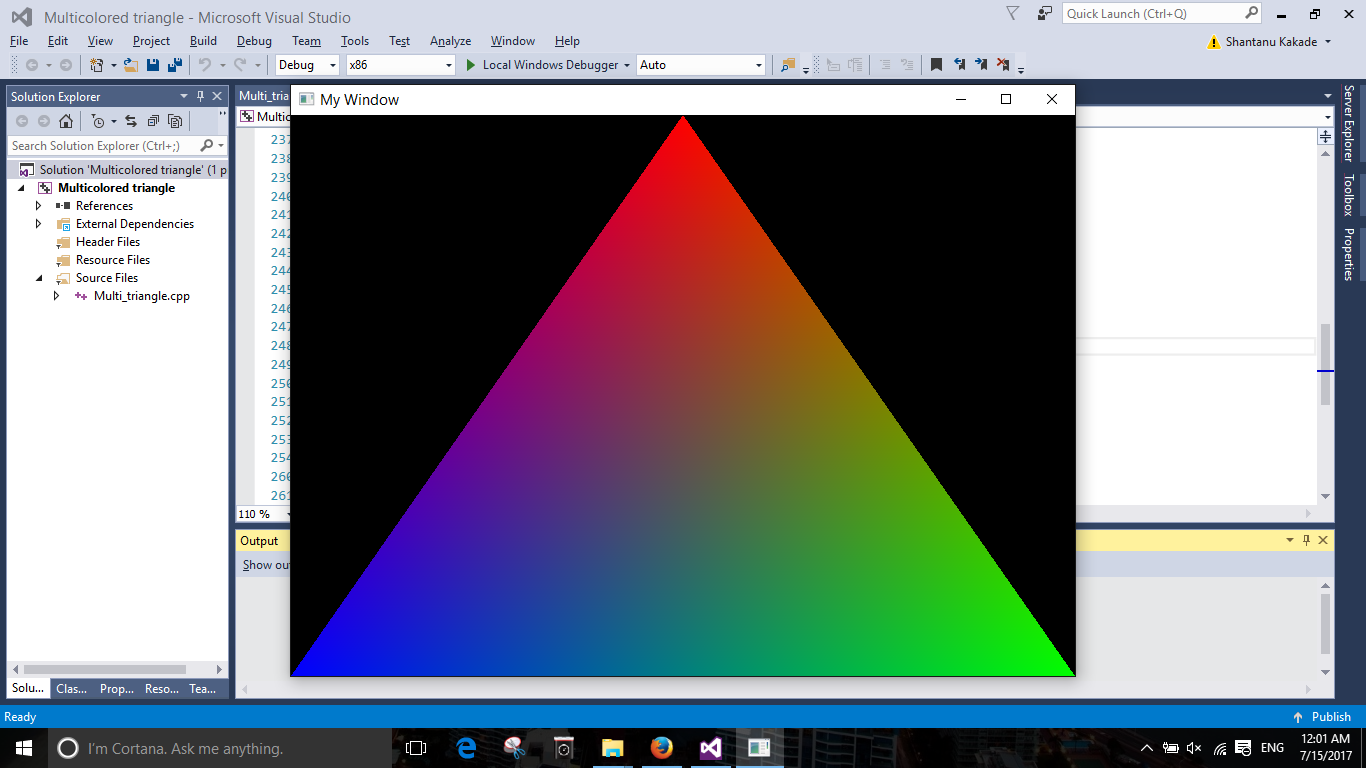 Multicolored triangle - Microsoft Visual Studio
Quick Launch (Ctrl+Q)
File Edit View Project Build Debug Team Tools Test Analyze Window Help
Shantanu Kakade
Debug x86 Local Windows Debugger Auto
Solution Explorer
Multi_tria
My Window
Multic
Search Solution Explorer (Ctrl+;)
Solution 'Multicolored triangle' (1 p
Multicolored triangle
References
External Dependencies
Header Files
Resource Files
Source Files
Multi_triangle.cpp
237
238
239
240
241
242
243
244
245
246
247
248
249
250
251
252
253
254
260
261
110 %
Server Explorer
Toolbox
Properties
Output
Show ou
Solu... Clas... Prop... Reso... Tea...
Ready
Publish
I'm Cortana. Ask me anything.
ENG
12:01 AM
7/15/2017